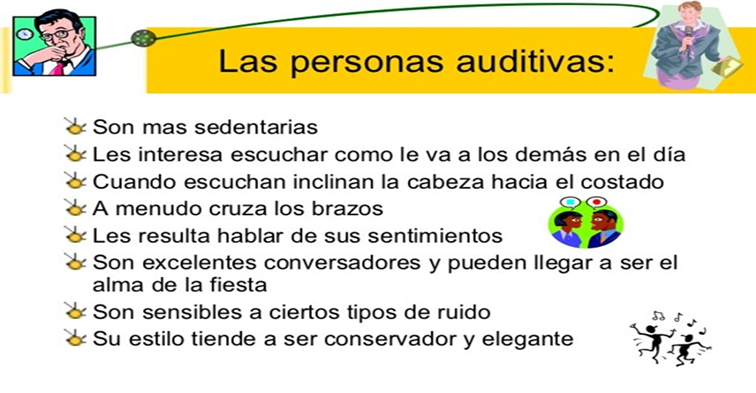 Las personas auditivas:
Son mas sedentarias
Les interesa escuchar como le va a los demás en el día
Cuando escuchan inclinan la cabeza hacia el costado
A menudo cruza los brazos
Les resulta hablar de sus sentimientos
Son excelentes conversadores y pueden llegar a ser el
alma de la fiesta
Son sensibles a ciertos tipos de ruido
Su estilo tiende a ser conservador y elegante